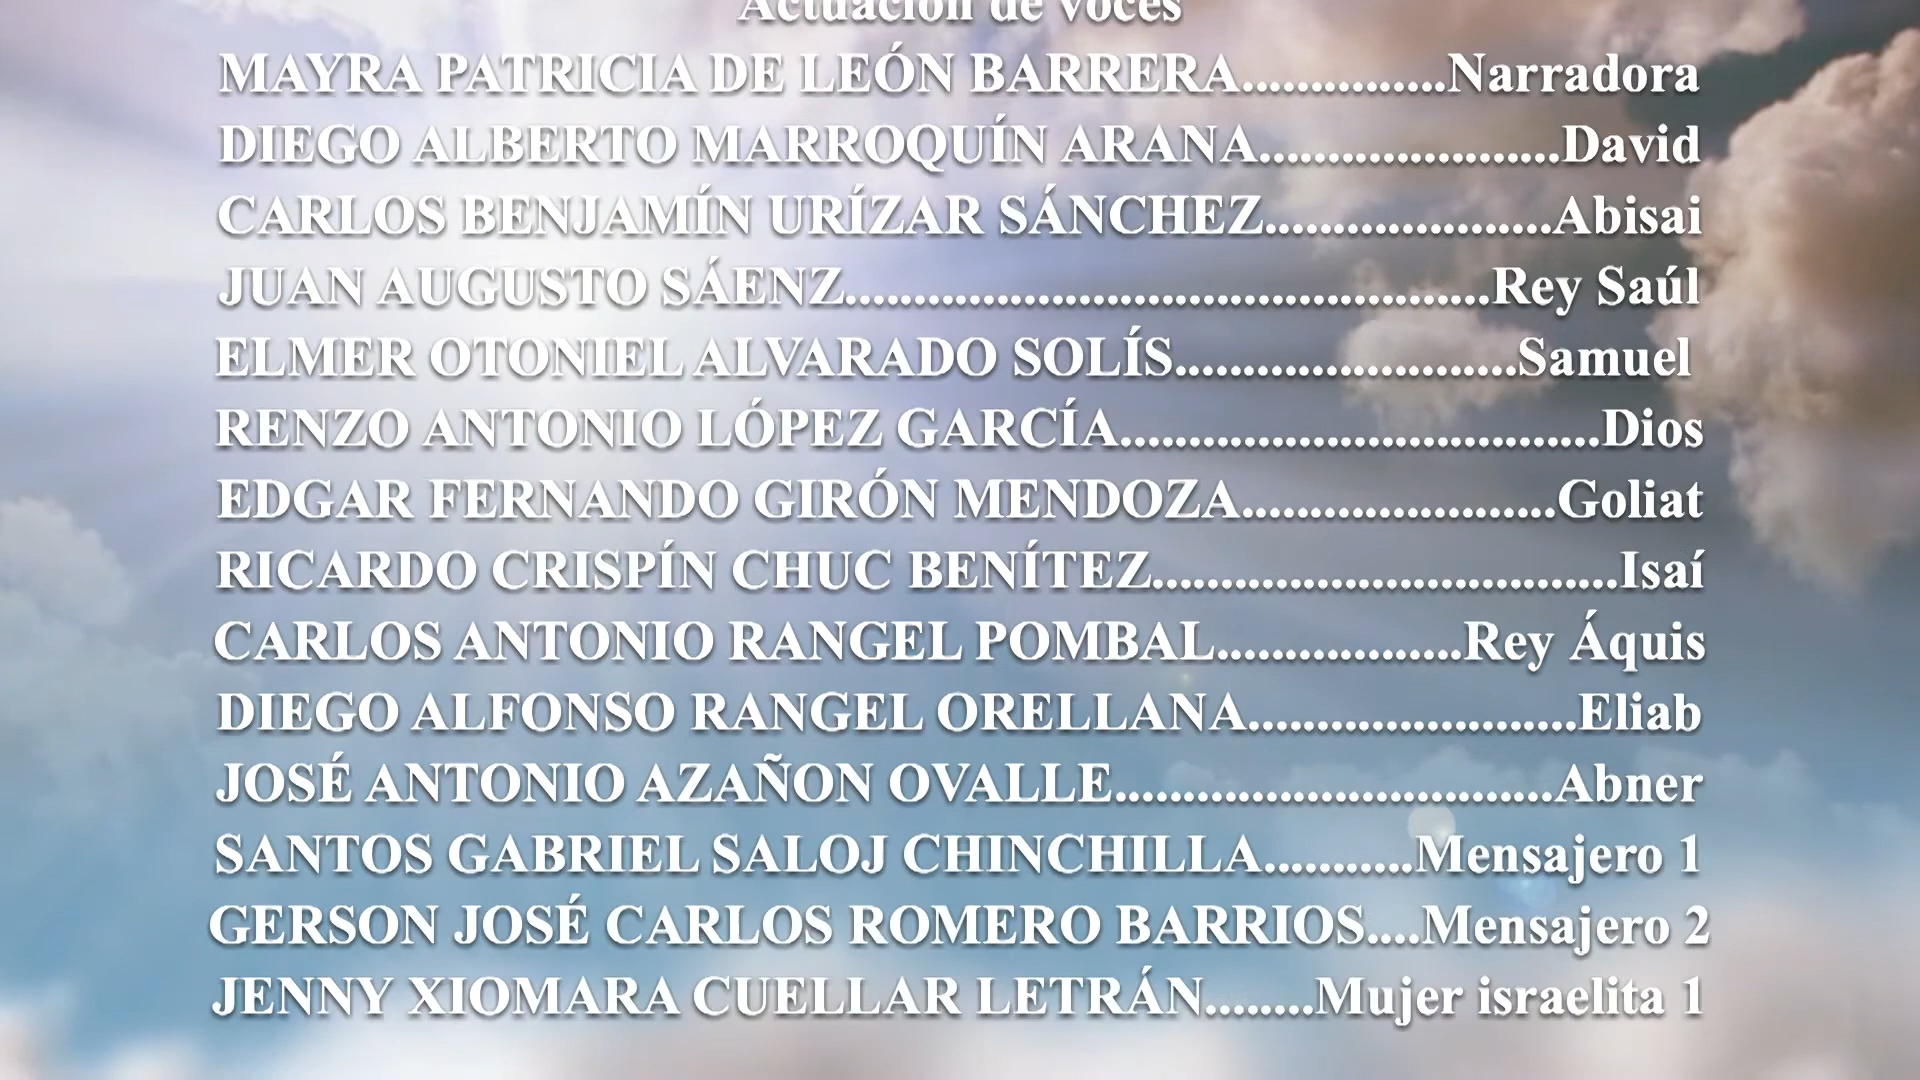 Actuación de voces
MAYRA PATRICIA DE LEÓN BARRERA...............Narradora
DIEGO ALBERTO MARROQUÍN ARANA......................David
CARLOS BENJAMÍN URÍZAR SÁNCHEZ.....................Abisai
JUAN AUGUSTO SÁENZ...............................................Rey Saúl
ELMER OTONIEL ALVARADO SOLÍS.........................Samuel
RENZO ANTONIO LÓPEZ GARCÍA...................................Dios
EDGAR FERNANDO GIRÓN MENDOZA.......................Goliat
RICARDO CRISPÍN CHUC BENÍTEZ..................................Isaí
CARLOS ANTONIO RANGEL POMBAL..................Rey Áquis
DIEGO ALFONSO RANGEL ORELLANA........................Eliab
JOSÉ ANTONIO AZAÑON OVALLE................................Abner
SANTOS GABRIEL SALOJ CHINCHILLA...........Mensajero 1
GERSON JOSÉ CARLOS ROMERO BARRIOS....Mensajero 2
JENNY XIOMARA CUELLAR LETRÁN........Mujer israelita 1